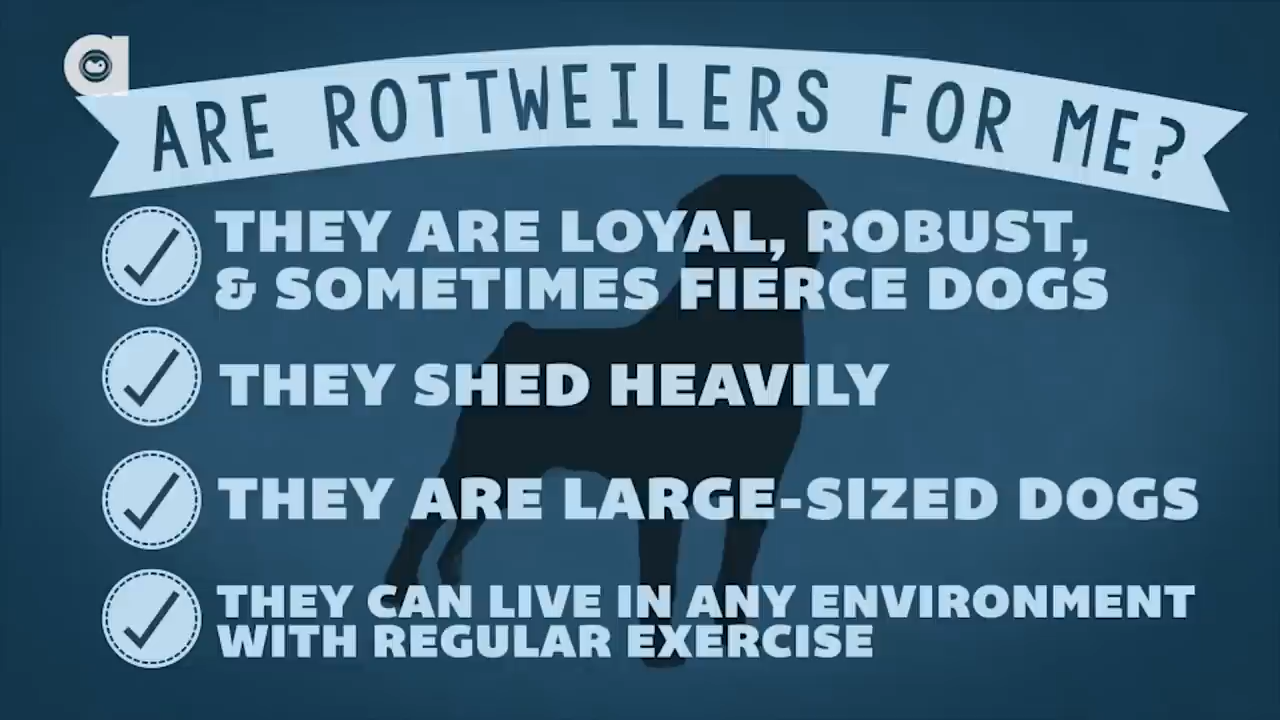 a
ARE ROTTWEILERS FOR ME?
THEY ARE LOYAL, ROBUST,
& SOMETIMES FIERCE DOGS
THEY SHED HEAVILY
THEY ARE LARGE-SIZED DOGS
THEY CAN LIVE IN ANY ENVIRONMENT
WITH REGULAR EXERCISE